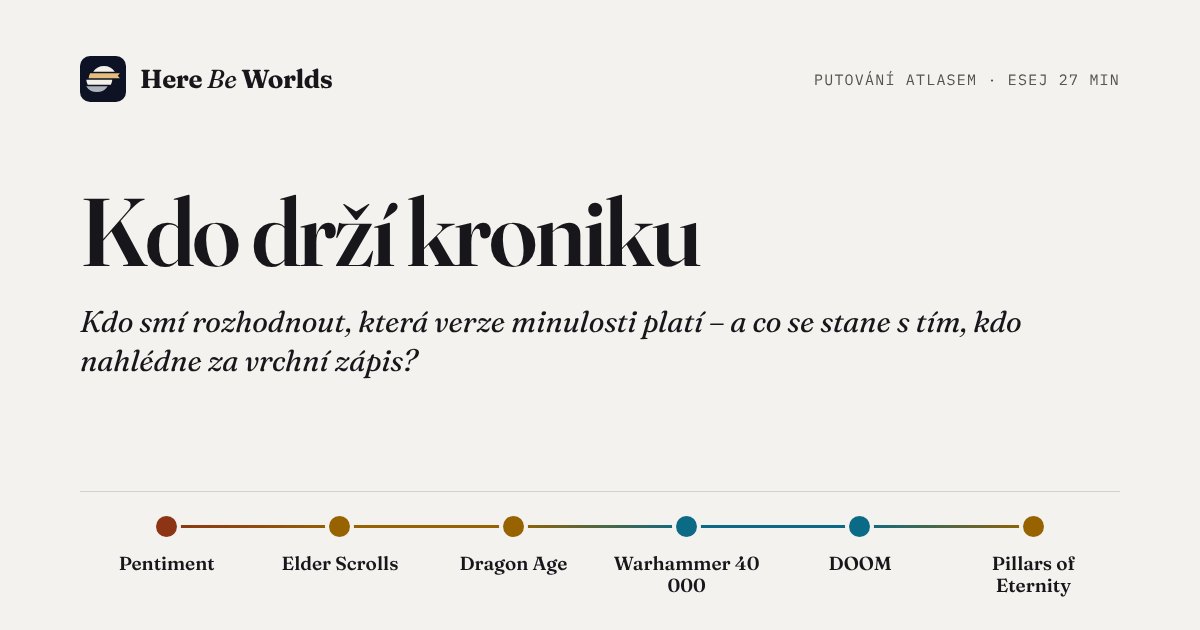 Here Be Worlds
PUTOVÁNÍ ATLASEM · ESEJ 27 MIN
Kdo drží kroniku
Kdo smí rozhodnout, která verze minulosti platí – a co se stane s tím, kdo
nahlédne za vrchní zápis?
Pentiment
Elder Scrolls
Dragon Age
Warhammer 40
000
DOOM
Pillars of
Eternity